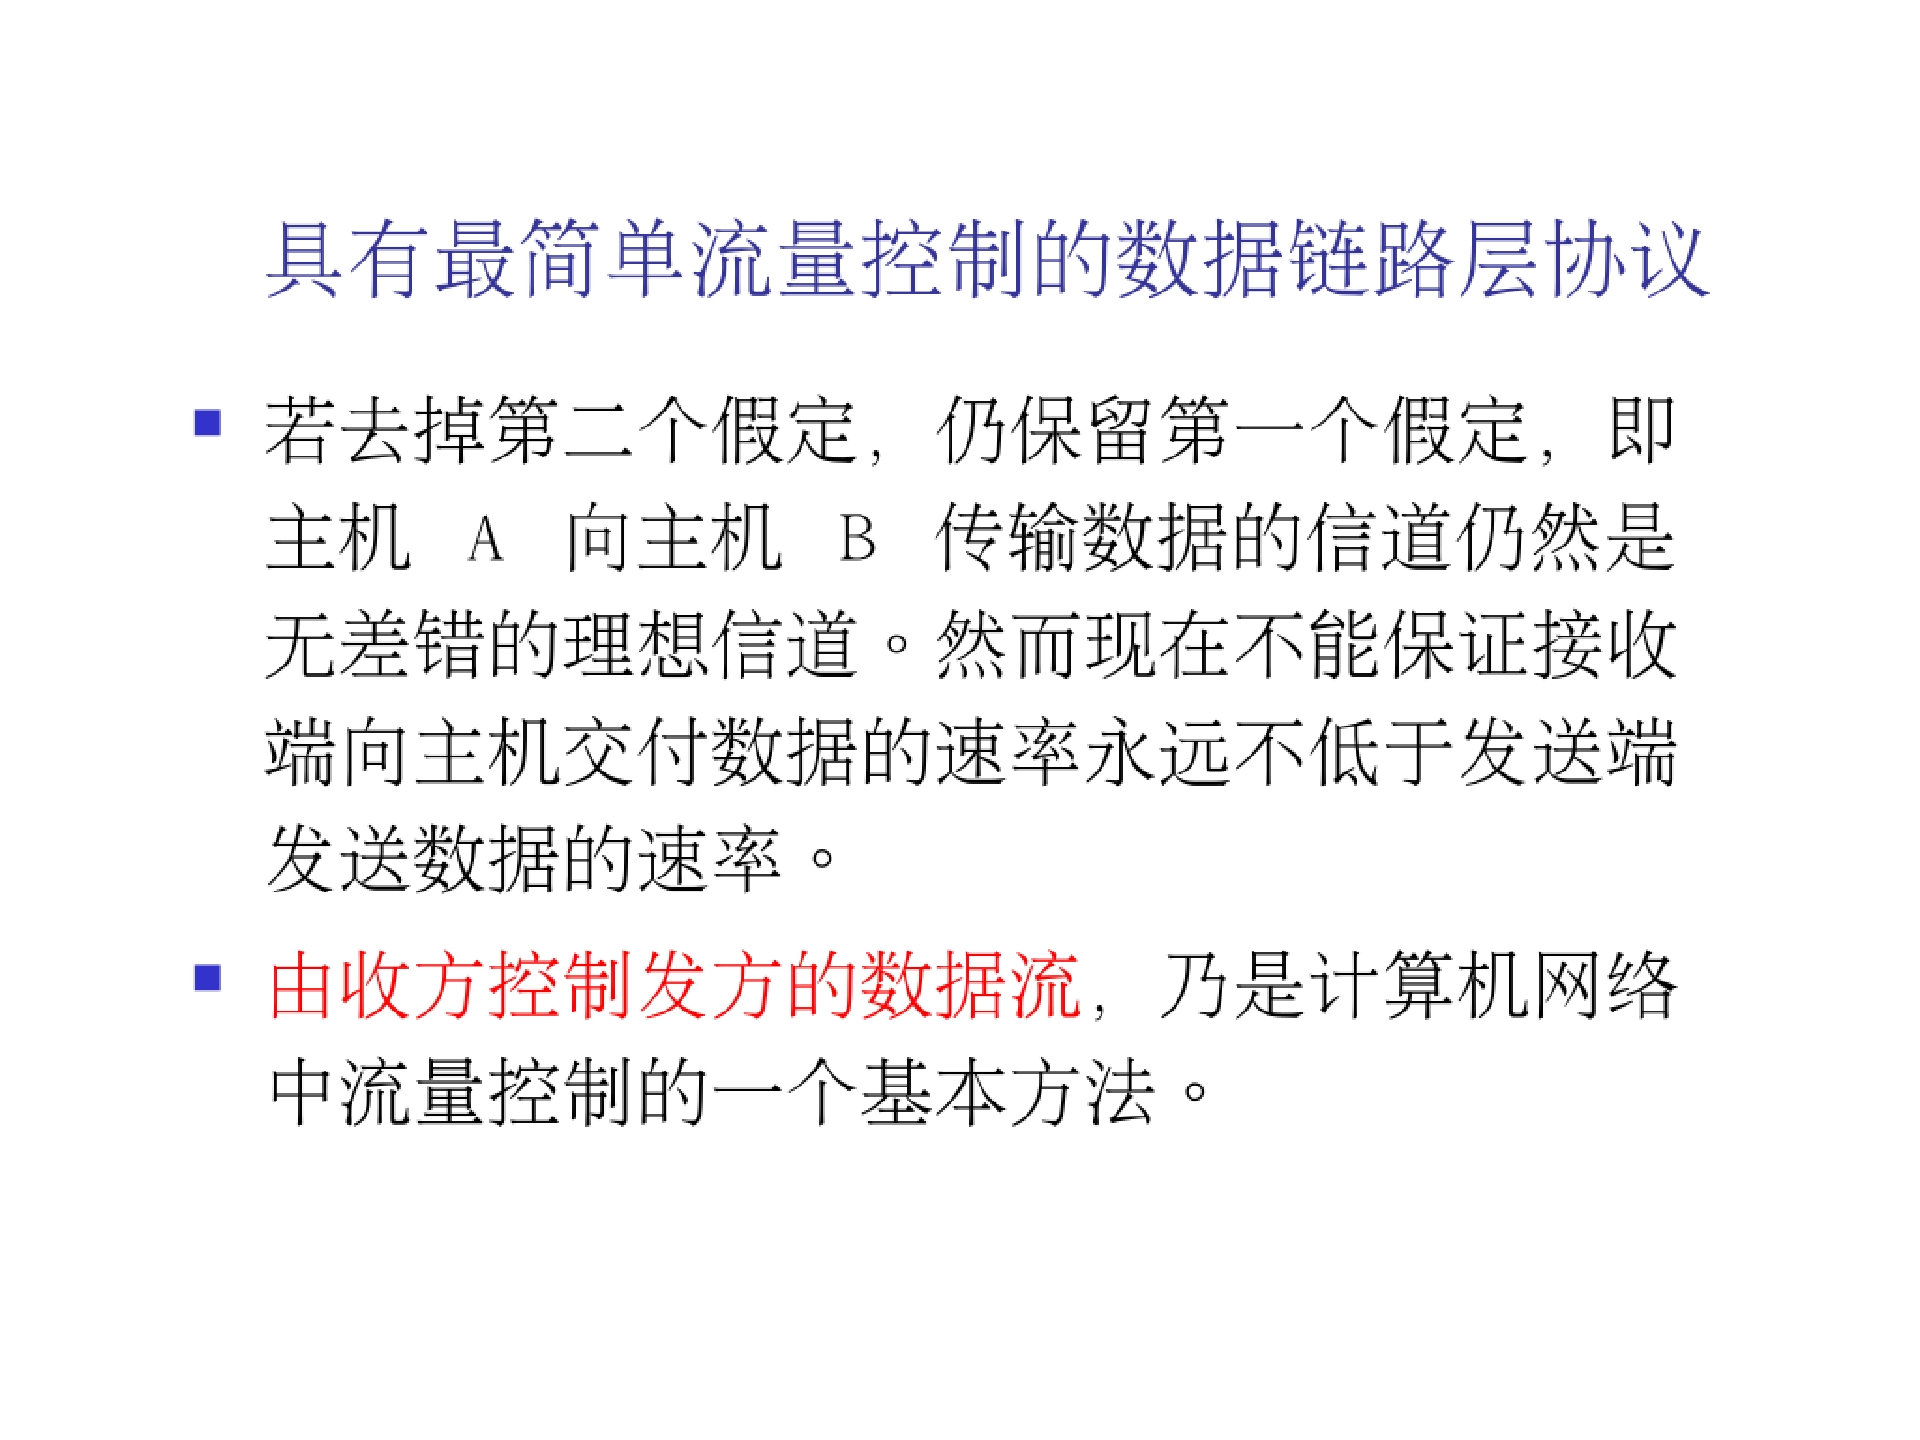 具有最简单流量控制的数据链路层协议
若去掉第二个假定，仍保留第一个假定，即
主机 A 向主机 B 传输数据的信道仍然是
无差错的理想信道。然而现在不能保证接收
端向主机交付数据的速率永远不低于发送端
发送数据的速率。
由收方控制发方的数据流，乃是计算机网络
中流量控制的一个基本方法。